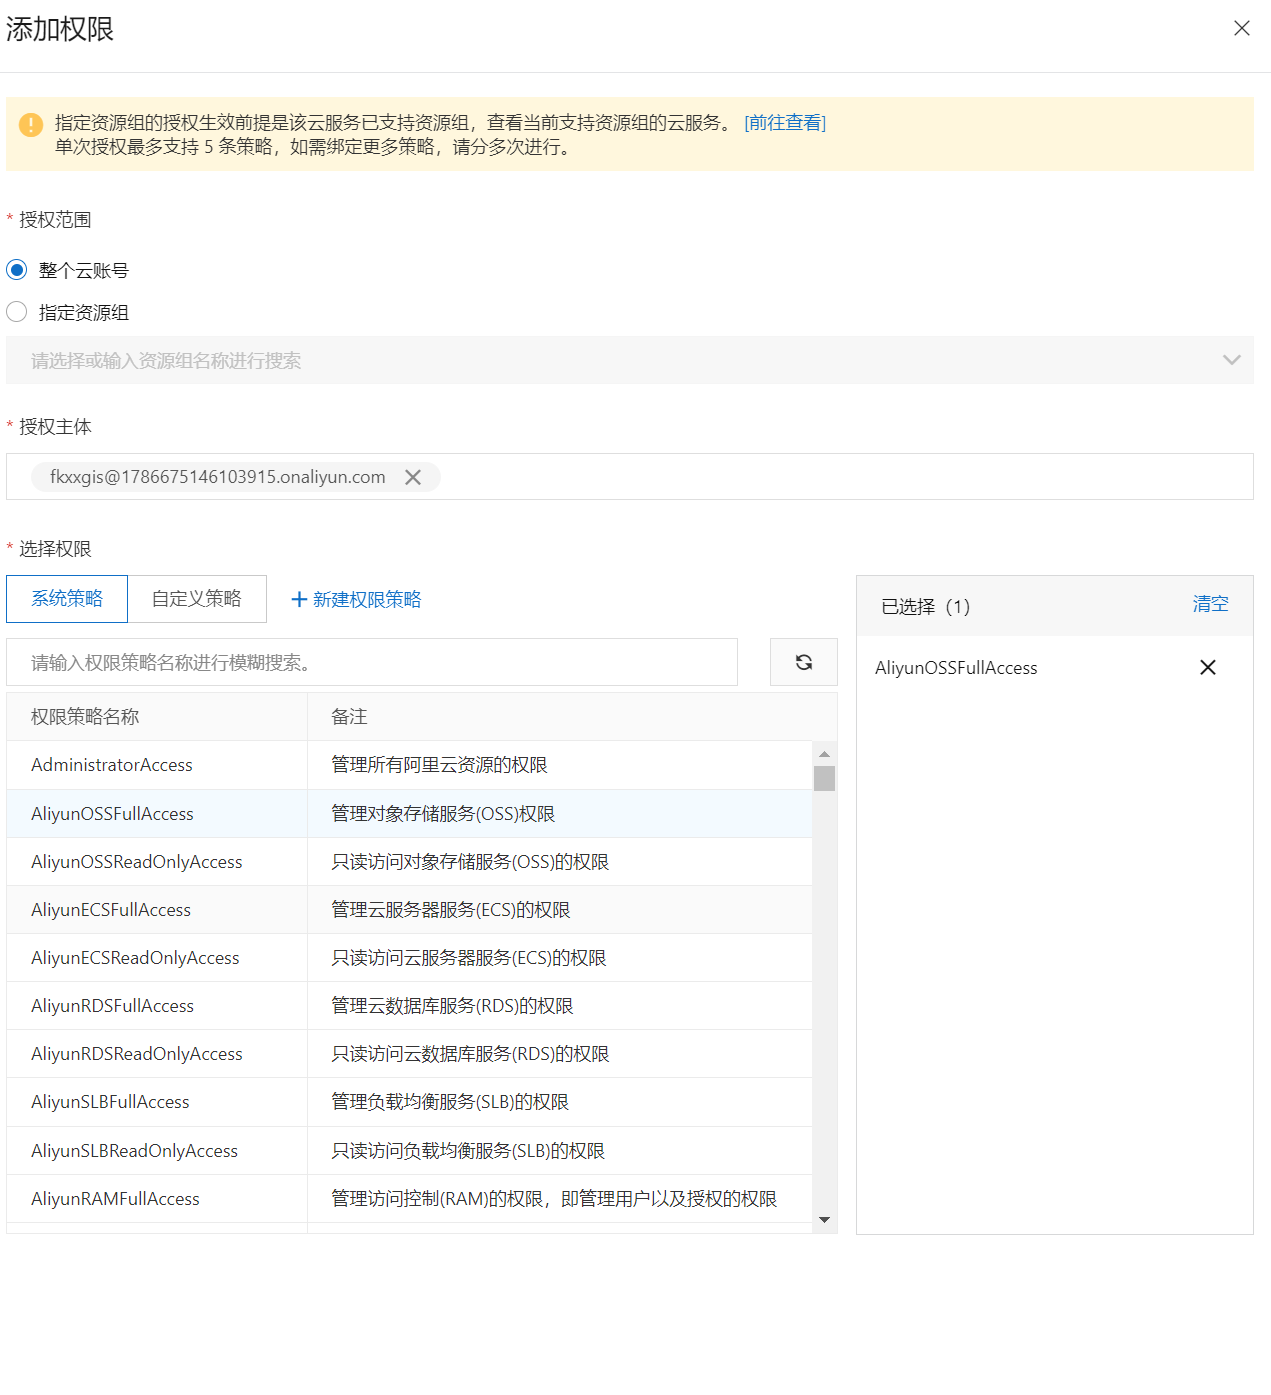 添加权限
指定资源组的授权生效前提是该云服务已支持资源组，查看当前支持资源组的云服务。 [前往查看]
单次授权最多支持 5 条策略，如需绑定更多策略，请分多次进行。
* 授权范围
整个云账号
指定资源组
请选择或输入资源组名称进行搜索
* 授权主体
fkxxgis@1786675146103915.onaliyun.com
* 选择权限
系统策略 自定义策略 + 新建权限策略
已选择（1） 清空
请输入权限策略名称进行模糊搜索。
AliyunOSSFullAccess
权限策略名称 备注
AdministratorAccess 管理所有阿里云资源的权限
AliyunOSSFullAccess 管理对象存储服务(OSS)权限
AliyunOSSReadOnlyAccess 只读访问对象存储服务(OSS)的权限
AliyunECSFullAccess 管理云服务器服务(ECS)的权限
AliyunECSReadOnlyAccess 只读访问云服务器服务(ECS)的权限
AliyunRDSFullAccess 管理云数据库服务(RDS)的权限
AliyunRDSReadOnlyAccess 只读访问云数据库服务(RDS)的权限
AliyunSLBFullAccess 管理负载均衡服务(SLB)的权限
AliyunSLBReadOnlyAccess 只读访问负载均衡服务(SLB)的权限
AliyunRAMFullAccess 管理访问控制(RAM)的权限，即管理用户以及授权的权限